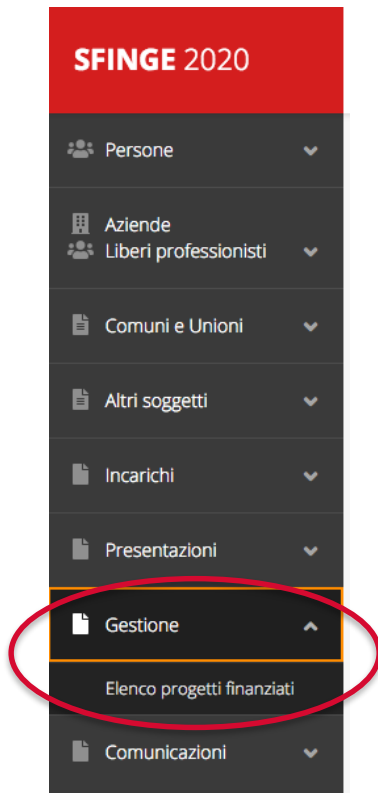 SFINGE 2020
Persone
Aziende
Liberi professionisti
Comuni e Unioni
Altri soggetti
Incarichi
Presentazioni
Gestione
Elenco progetti finanziati
Comunicazioni